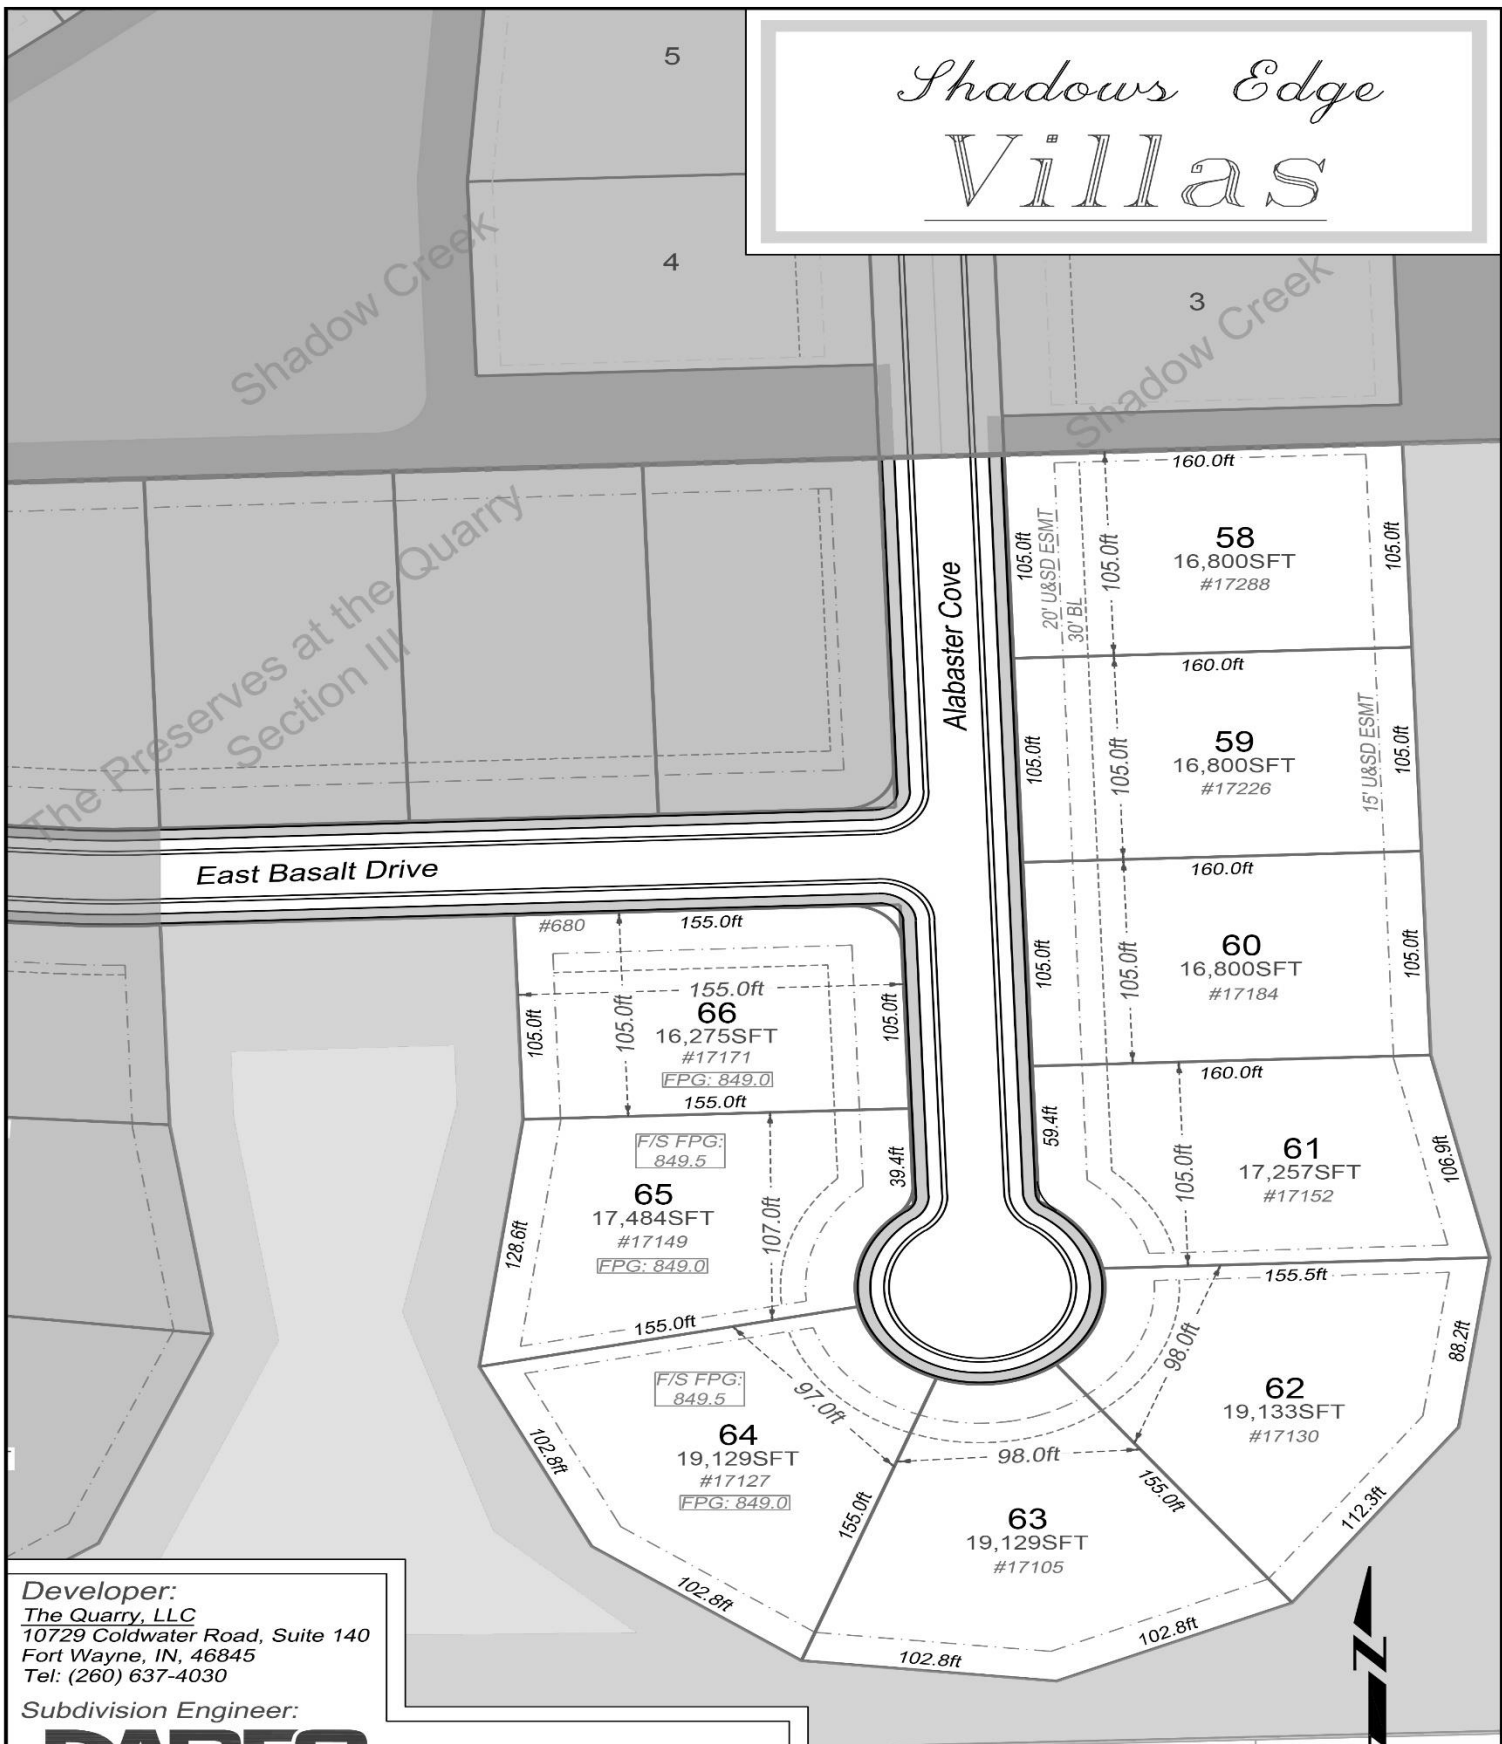 Shadows Edge
Villas
5
4
3
Shadow Creek
Shadow Creek
The Preserves at the Quarry
Section III
Alabaster Cove
East Basalt Drive
160.0ft
105.0ft
20' U&SD ESMT
30' BL
105.0ft
58
16,800SFT
#17288
105.0ft
160.0ft
105.0ft
105.0ft
59
16,800SFT
#17226
15' U&SD ESMT
105.0ft
160.0ft
105.0ft
105.0ft
60
16,800SFT
#17184
105.0ft
160.0ft
59.4ft
105.0ft
61
17,257SFT
#17152
106.9ft
155.5ft
98.0ft
62
19,133SFT
#17130
88.2ft
112.3ft
155.0ft
98.0ft
63
19,129SFT
#17105
102.8ft
102.8ft
#680
155.0ft
155.0ft
105.0ft
105.0ft
66
16,275SFT
#17171
FPG: 849.0
105.0ft
155.0ft
F/S FPG:
849.5
39.4ft
65
17,484SFT
#17149
FPG: 849.0
107.0ft
128.6ft
155.0ft
F/S FPG:
849.5
97.0ft
64
19,129SFT
#17127
FPG: 849.0
102.8ft
155.0ft
102.8ft
N
Developer:
The Quarry, LLC
10729 Coldwater Road, Suite 140
Fort Wayne, IN, 46845
Tel: (260) 637-4030
Subdivision Engineer: